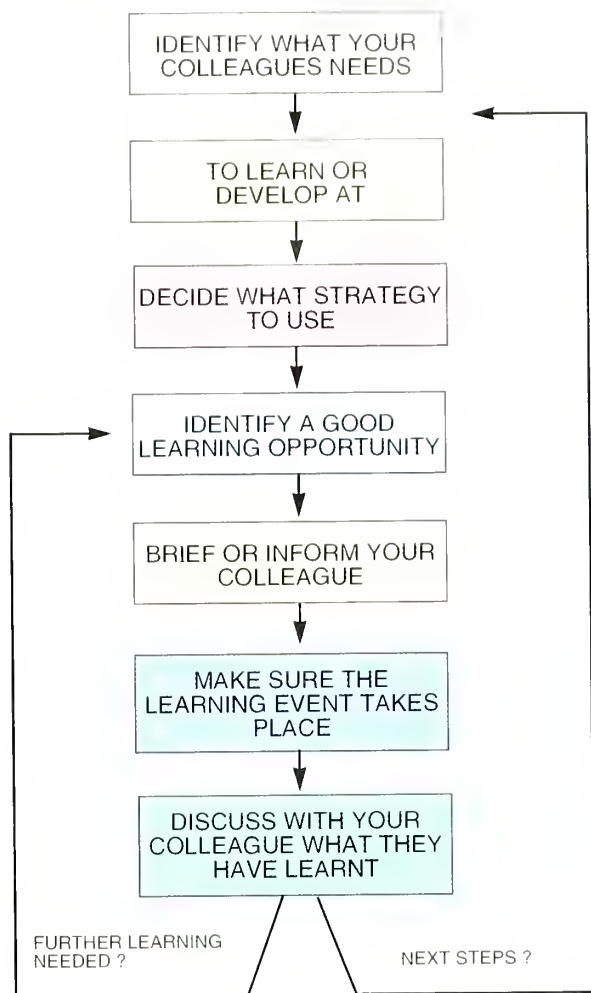 IDENTIFY WHAT YOUR
COLLEAGUES NEEDS
TO LEARN OR
DEVELOP AT
DECIDE WHAT STRATEGY
TO USE
IDENTIFY A GOOD
LEARNING OPPORTUNITY
BRIEF OR INFORM YOUR
COLLEAGUE
MAKE SURE THE
LEARNING EVENT TAKES
PLACE
DISCUSS WITH YOUR
COLLEAGUE WHAT THEY
HAVE LEARNT
FURTHER LEARNING
NEEDED ?
NEXT STEPS ?